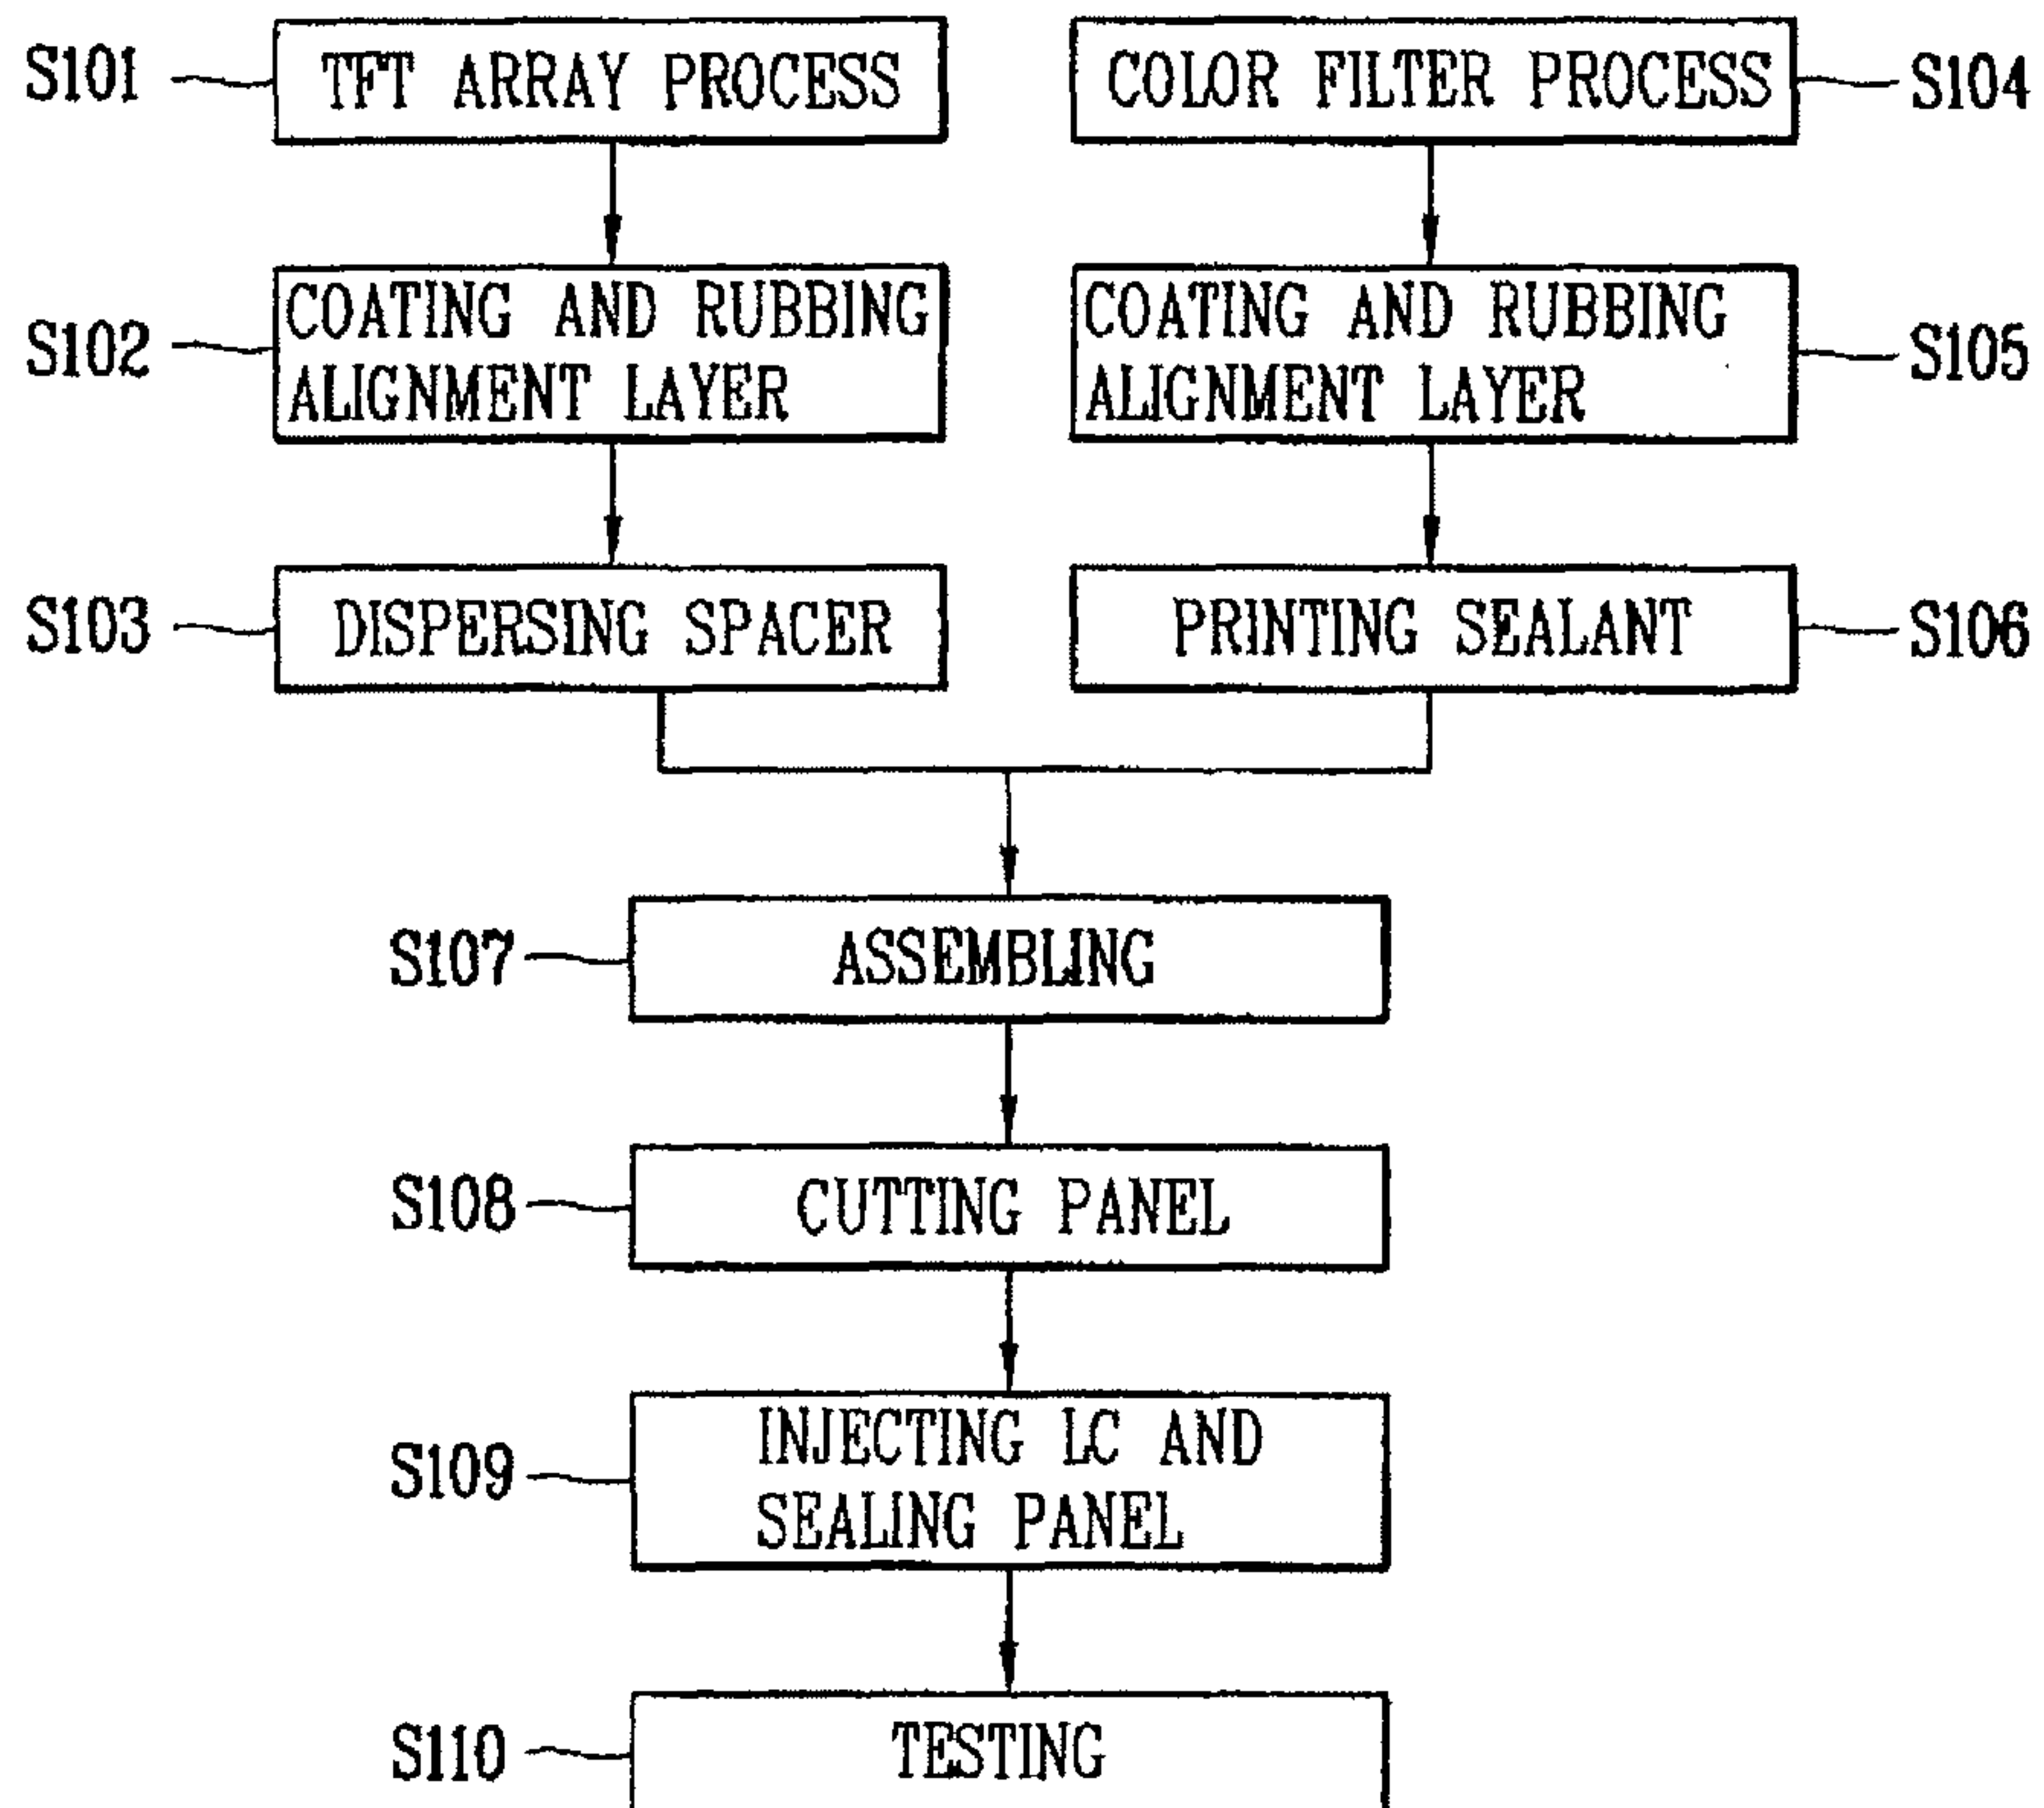 S101
TFT ARRAY PROCESS
COLOR FILTER PROCESS
S104
S102
COATING AND RUBBING
ALIGNMENT LAYER
COATING AND RUBBING
ALIGNMENT LAYER
S105
S103
DISPERSING SPACER
PRINTING SEALANT
S106
S107
ASSEMBLING
S108
CUTTING PANEL
S109
INJECTING LC AND
SEALING PANEL
S110
TESTING